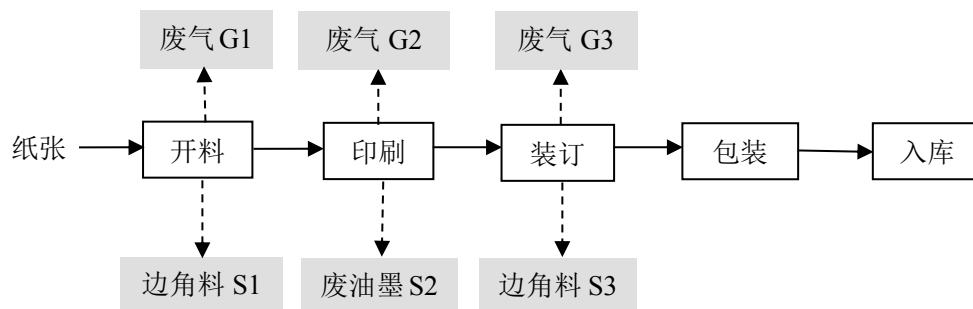 废气 G1
废气 G2
废气 G3
纸张
开料
印刷
装订
包装
入库
边角料 S1
废油墨 S2
边角料 S3